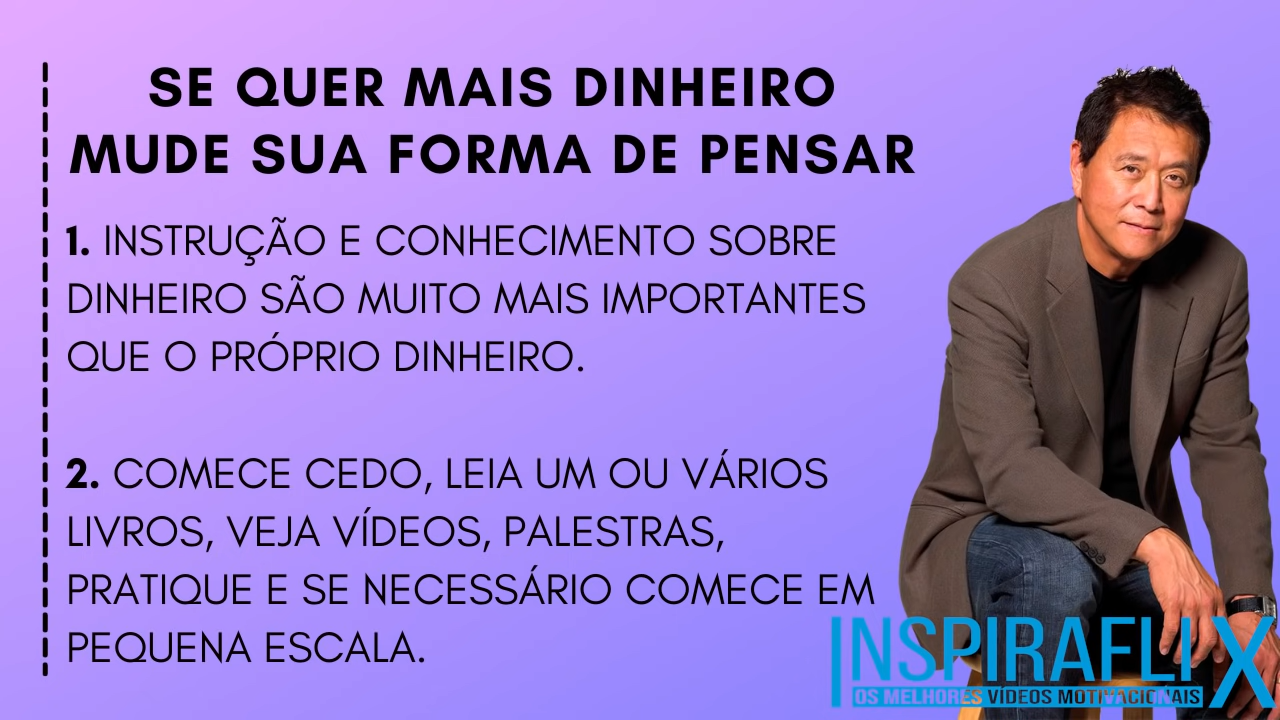 SE QUER MAIS DINHEIRO
MUDE SUA FORMA DE PENSAR
1. INSTRUÇÃO E CONHECIMENTO SOBRE
DINHEIRO SÃO MUITO MAIS IMPORTANTES
QUE O PRÓPRIO DINHEIRO.
2. COMECE CEDO, LEIA UM OU VÁRIOS
LIVROS, VEJA VÍDEOS, PALESTRAS,
PRATIQUE E SE NECESSÁRIO COMECE EM
PEQUENA ESCALA.
INSPIRAFLIX
OS MELHORES VÍDEOS MOTIVACIONAIS